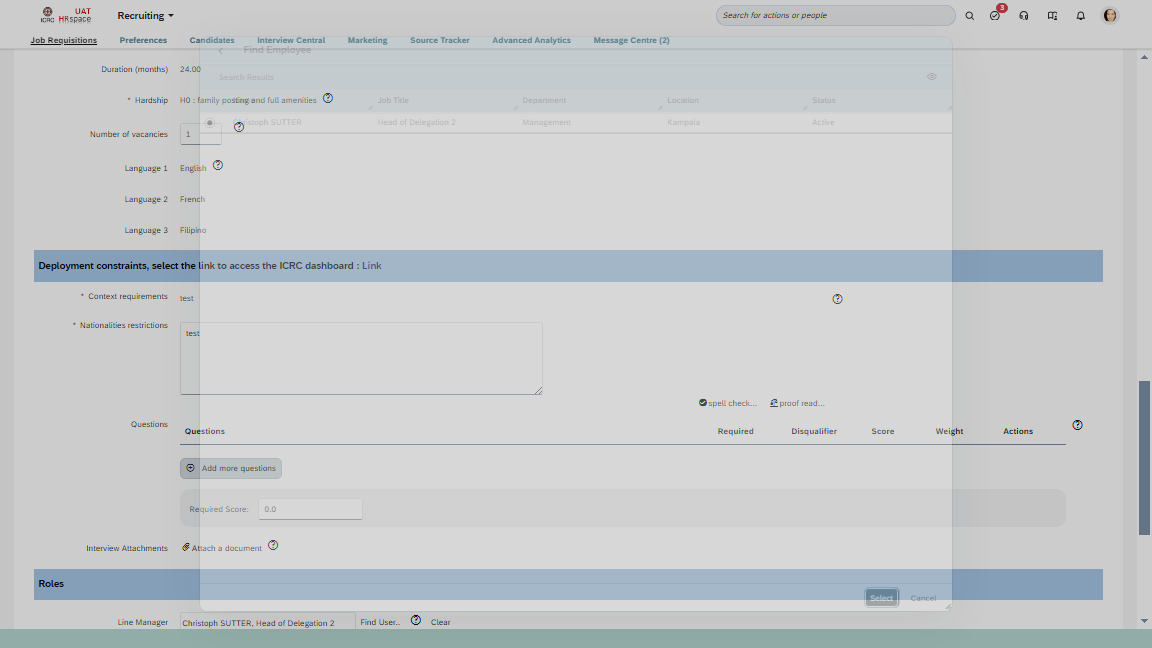 ICRC UAT HRspace
Recruiting
Search for actions or people
3
Job Requisitions Preferences Candidates Interview Central Marketing Source Tracker Advanced Analytics Message Centre (2)
Find Employee
Duration (months) 24.00
Search Results
* Hardship H0 : family posting and full amenities
Job Title Department Location Status
Christoph SUTTER Head of Delegation 2 Management Kampala Active
Number of vacancies 1
Language 1 English
Language 2 French
Language 3 Filipino
Deployment constraints, select the link to access the ICRC dashboard : Link
* Context requirements test
* Nationalities restrictions test
spell check... proof read...
Questions
Questions Required Disqualifier Score Weight Actions
Add more questions
Required Score: 0.0
Interview Attachments Attach a document
Roles
Select Cancel
Line Manager Christoph SUTTER, Head of Delegation 2 Find User.. Clear